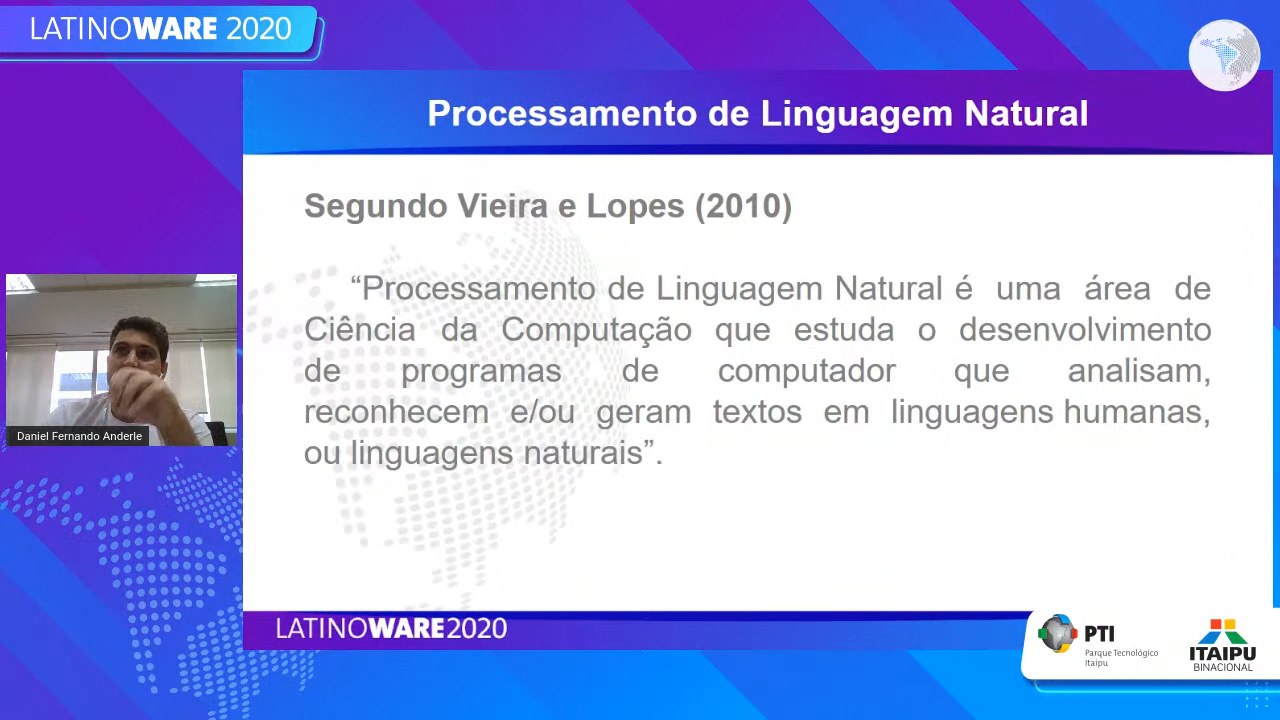 LATINOWARE 2020
Processamento de Linguagem Natural
Segundo Vieira e Lopes (2010)
“Processamento de Linguagem Natural é uma área de
Ciência da Computação que estuda o desenvolvimento
de programas de computador que analisam,
reconhecem e/ou geram textos em linguagens humanas,
ou linguagens naturais”.
Daniel Fernando Anderle
LATINOWARE2020
PTI
Parque Tecnológico
Itaipu
ITAIPU
BINACIONAL